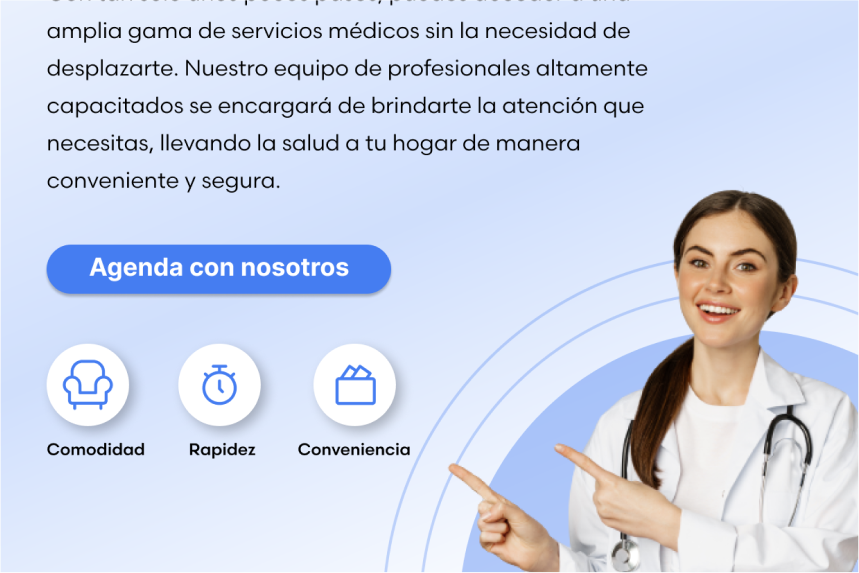 amplia gama de servicios médicos sin la necesidad de
desplazarte. Nuestro equipo de profesionales altamente
capacitados se encargará de brindarte la atención que
necesitas, llevando la salud a tu hogar de manera
conveniente y segura.
Agenda con nosotros
Comodidad
Rapidez
Conveniencia